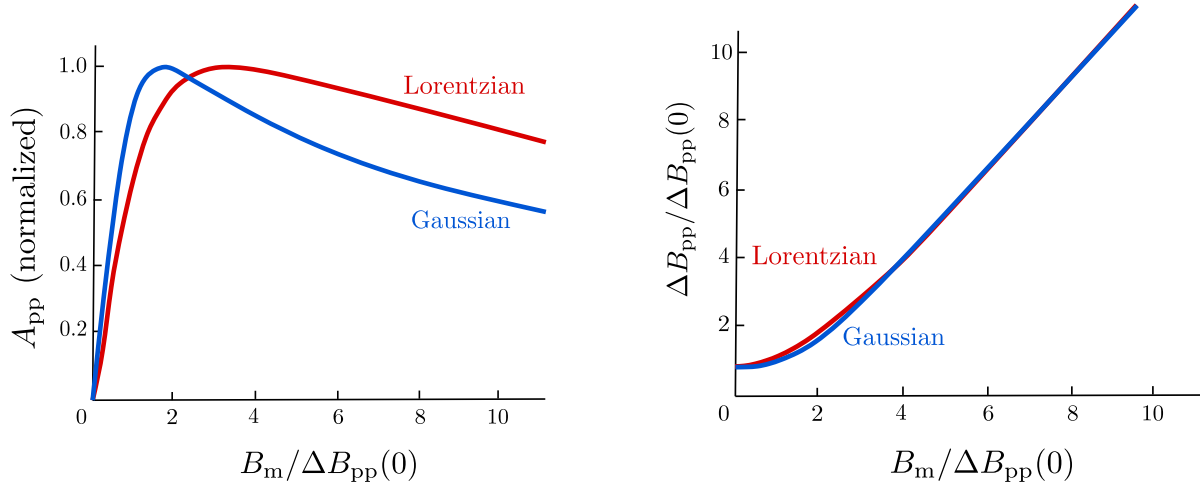 1.0
0.8
0.6
0.4
0.2
0 2 4 6 8 10
A_pp (normalized)
B_m/ΔB_pp(0)
Lorentzian
Gaussian
10
8
6
4
2
0 2 4 6 8 10
ΔB_pp/ΔB_pp(0)
B_m/ΔB_pp(0)
Lorentzian
Gaussian